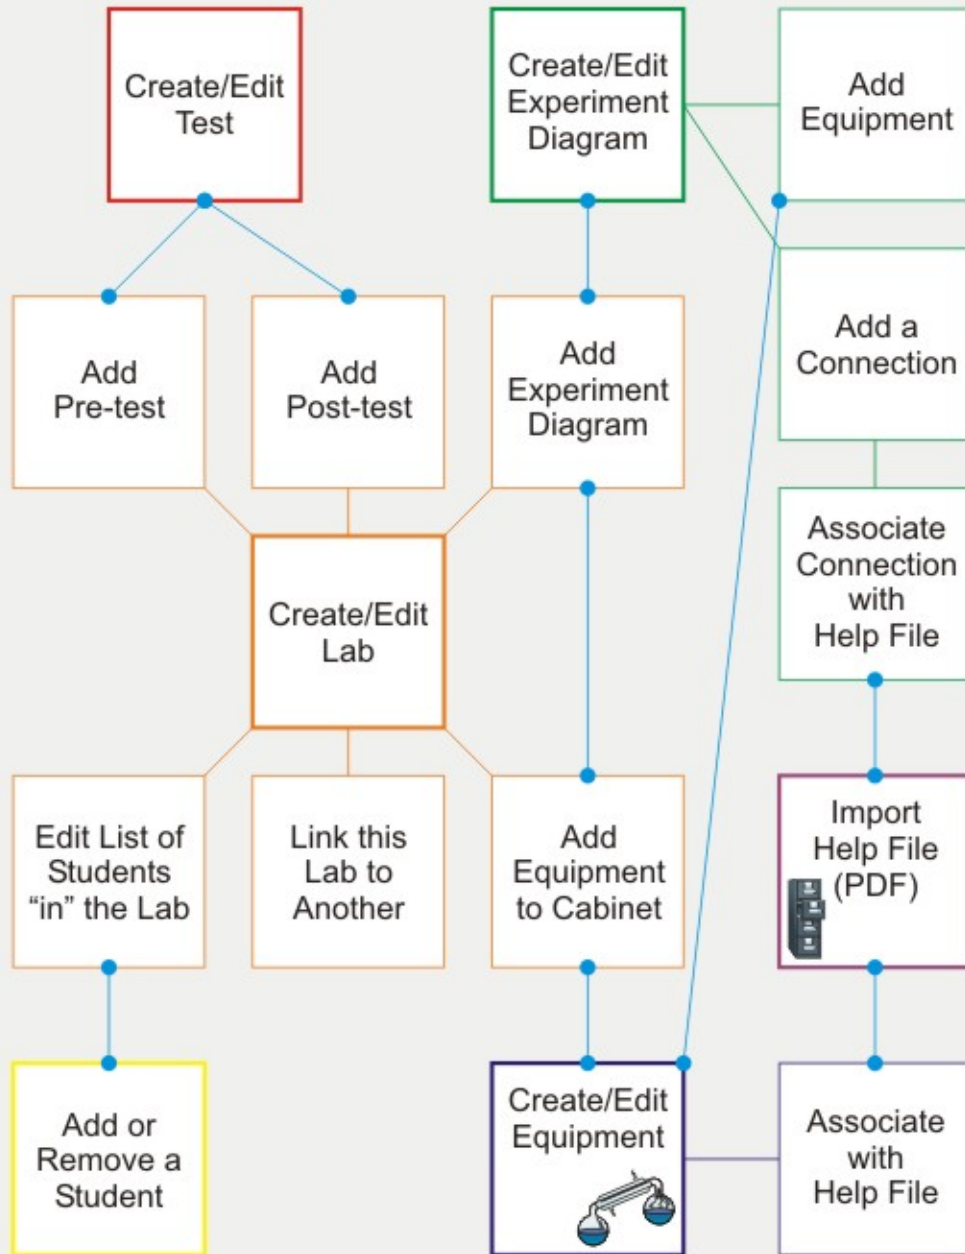 Create/Edit
Test
Create/Edit
Experiment
Diagram
Add
Equipment
Add
Pre-test
Add
Post-test
Add
Experiment
Diagram
Add a
Connection
Associate
Connection
with
Help File
Create/Edit
Lab
Edit List of
Students
“in” the Lab
Link this
Lab to
Another
Add
Equipment
to Cabinet
Import
Help File
(PDF)
Add or
Remove a
Student
Create/Edit
Equipment
Associate
with
Help File